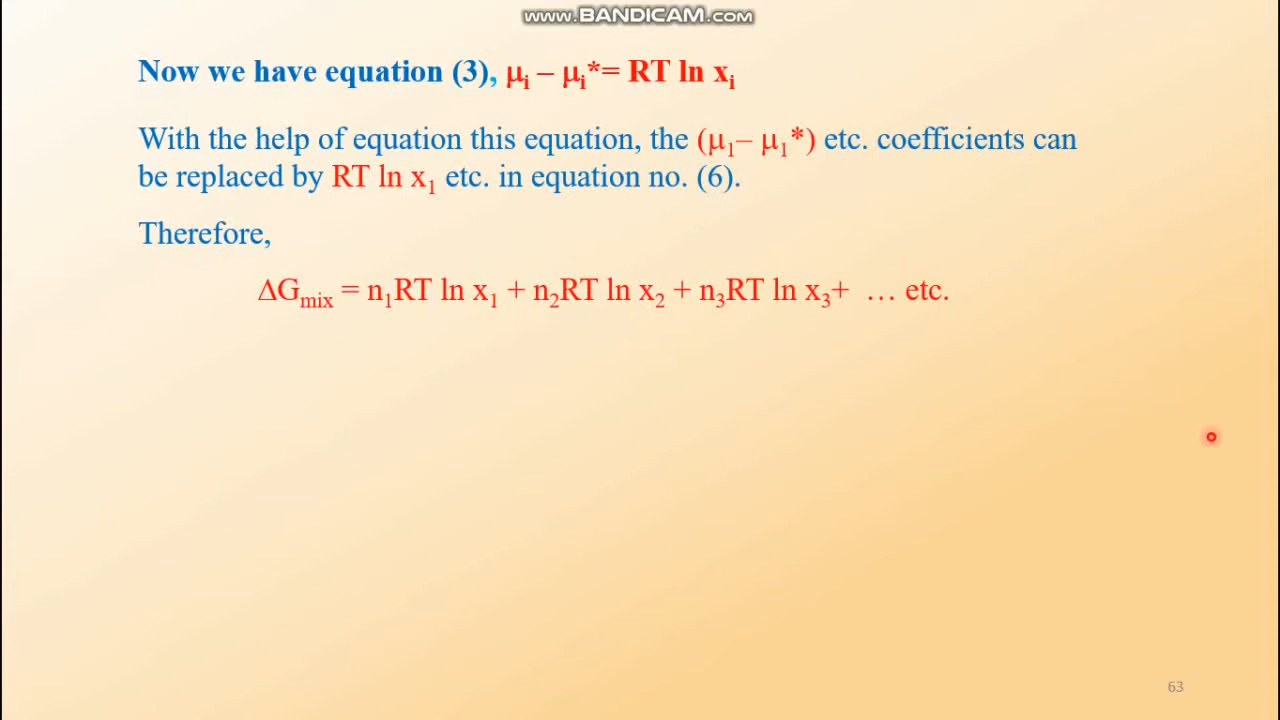 www.BANDICAM.com
Now we have equation (3), μi – μi*= RT ln xi
With the help of equation this equation, the (μ1– μ1*) etc. coefficients can
be replaced by RT ln x1 etc. in equation no. (6).
Therefore,
ΔGmix = n1RT ln x1 + n2RT ln x2 + n3RT ln x3+ … etc.
63